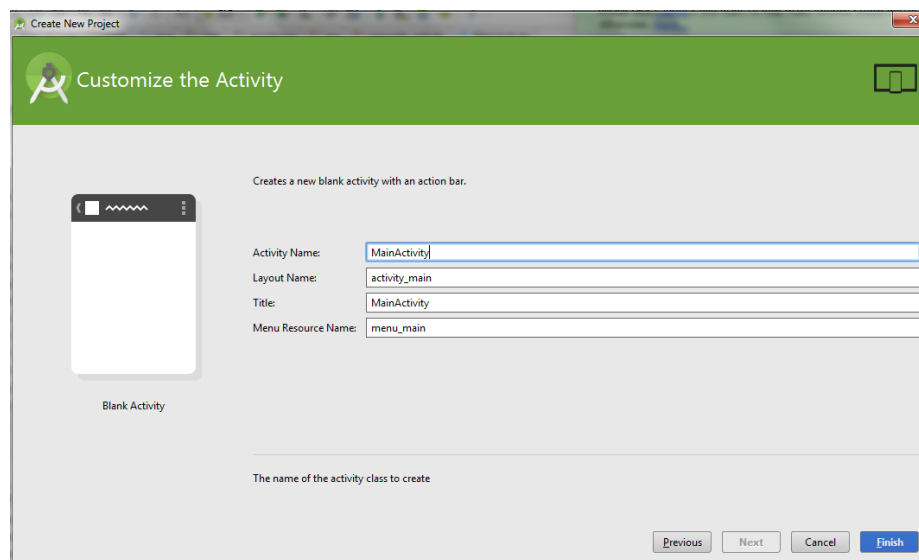 Create New Project
Customize the Activity
Creates a new blank activity with an action bar.
Activity Name: MainActivity
Layout Name: activity_main
Title: MainActivity
Menu Resource Name: menu_main
Blank Activity
The name of the activity class to create
Previous Next Cancel Finish